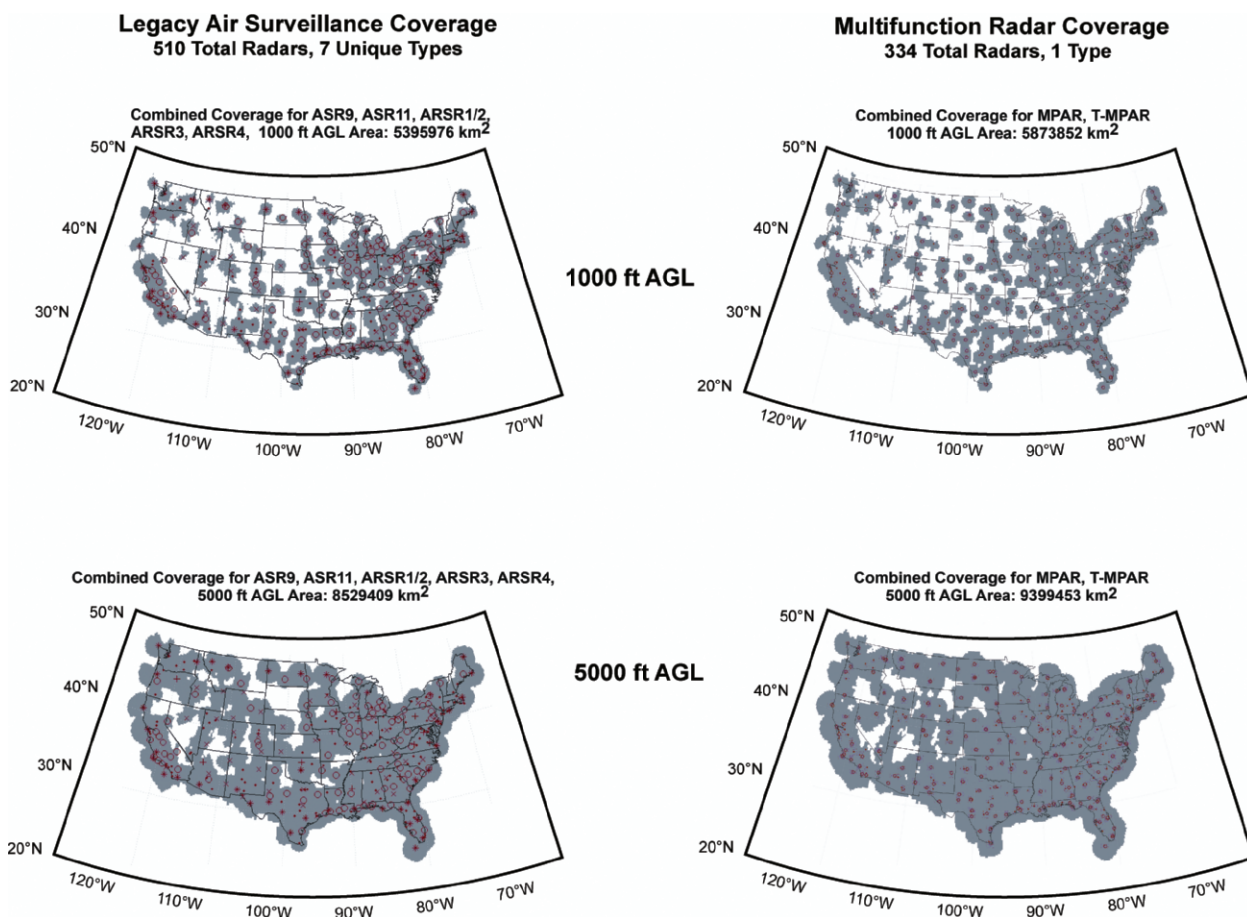 Legacy Air Surveillance Coverage
510 Total Radars, 7 Unique Types
Multifunction Radar Coverage
334 Total Radars, 1 Type
Combined Coverage for ASR9, ASR11, ARSR1/2,
ARSR3, ARSR4, 1000 ft AGL Area: 5395976 km²
50°N
40°N
30°N
20°N
120°W
110°W
100°W
90°W
80°W
70°W
1000 ft AGL
Combined Coverage for MPAR, T-MPAR
1000 ft AGL Area: 5873852 km²
50°N
40°N
30°N
20°N
120°W
110°W
100°W
90°W
80°W
70°W
Combined Coverage for ASR9, ASR11, ARSR1/2, ARSR3, ARSR4,
5000 ft AGL Area: 8529409 km²
50°N
40°N
30°N
20°N
120°W
110°W
100°W
90°W
80°W
70°W
5000 ft AGL
Combined Coverage for MPAR, T-MPAR
5000 ft AGL Area: 9399453 km²
50°N
40°N
30°N
20°N
120°W
110°W
100°W
90°W
80°W
70°W